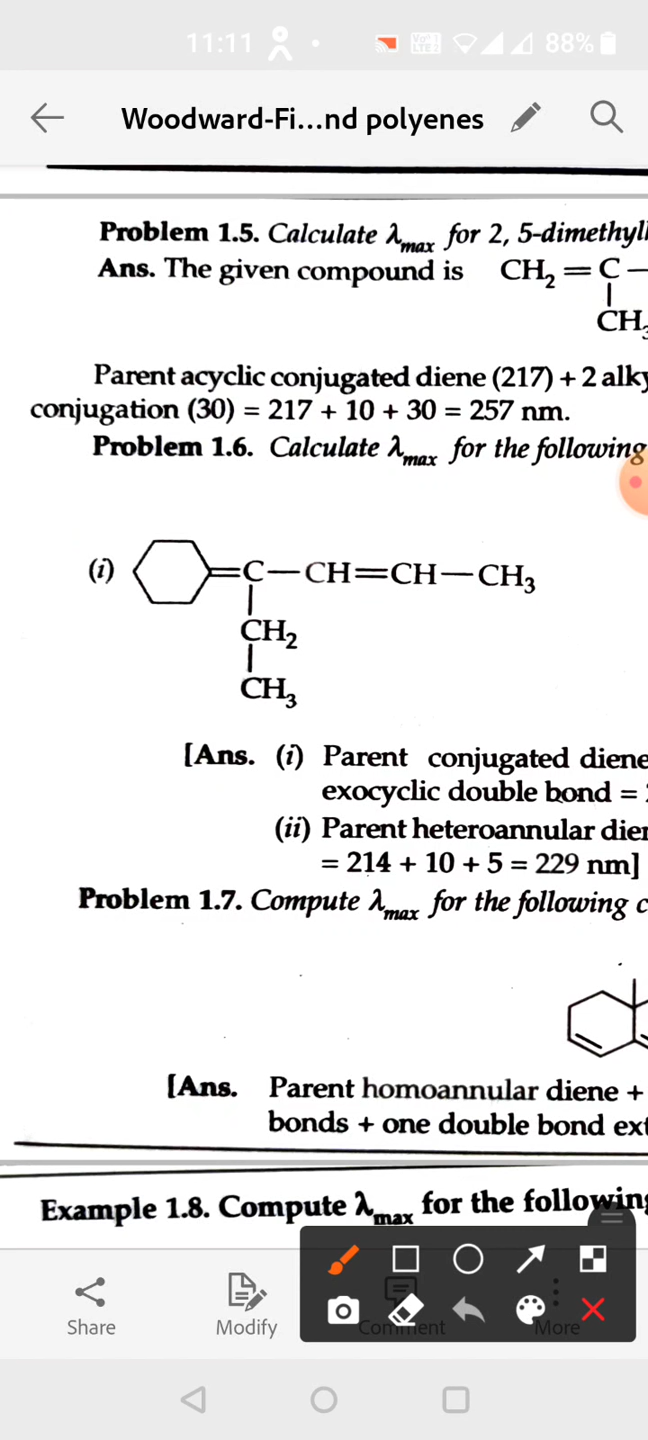 11:11
88%
Woodward-Fi...nd polyenes
Problem 1.5. Calculate λmax for 2, 5-dimethyl
Ans. The given compound is CH2=C–
CH3
Parent acyclic conjugated diene (217) + 2 alky
conjugation (30) = 217 + 10 + 30 = 257 nm.
Problem 1.6. Calculate λmax for the following
(i) =C—CH=CH—CH3
CH2
CH3
[Ans. (i) Parent conjugated diene
exocyclic double bond =
(ii) Parent heteroannular dien
= 214 + 10 + 5 = 229 nm]
Problem 1.7. Compute λmax for the following c
[Ans. Parent homoannular diene +
bonds + one double bond ext
Example 1.8. Compute λmax for the following
Share
Modify
Comment
More